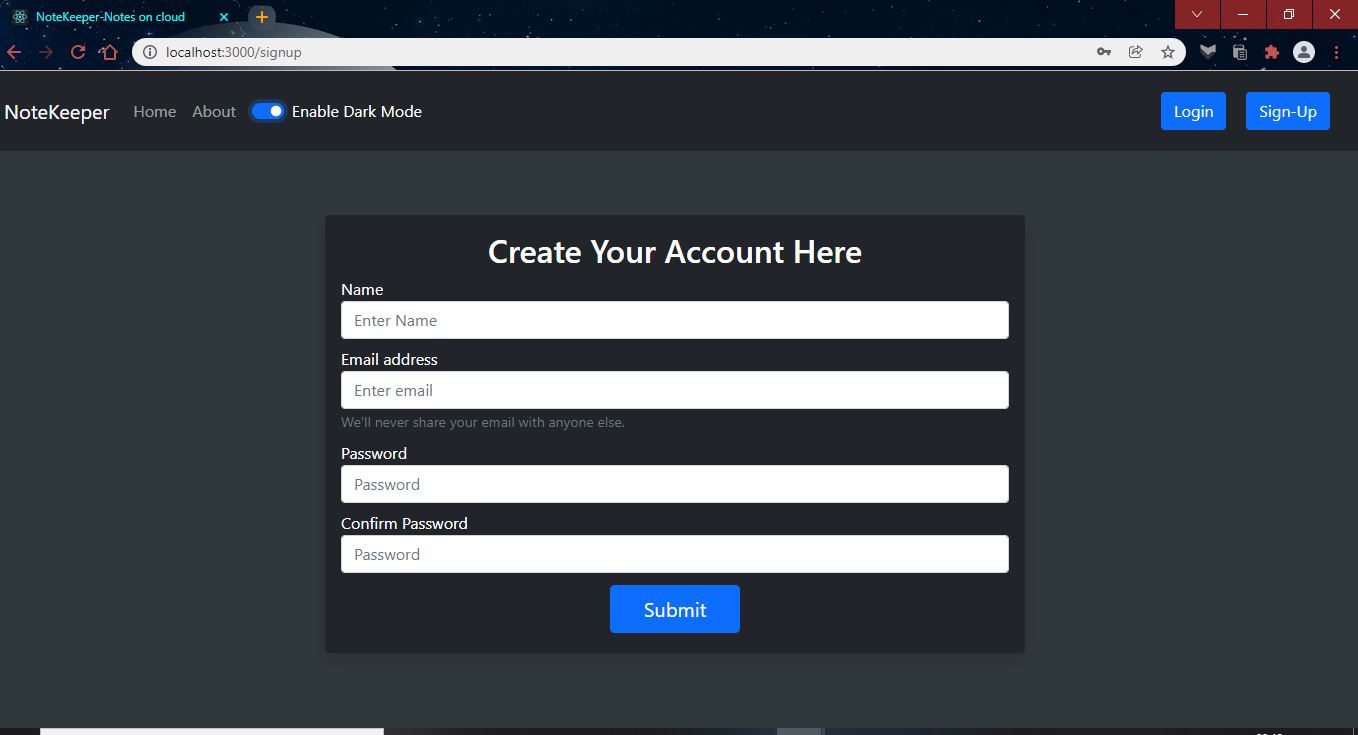 NoteKeeper-Notes on cloud
localhost:3000/signup
NoteKeeper Home About Enable Dark Mode Login Sign-Up
Create Your Account Here
Name
Enter Name
Email address
Enter email
We'll never share your email with anyone else.
Password
Password
Confirm Password
Password
Submit